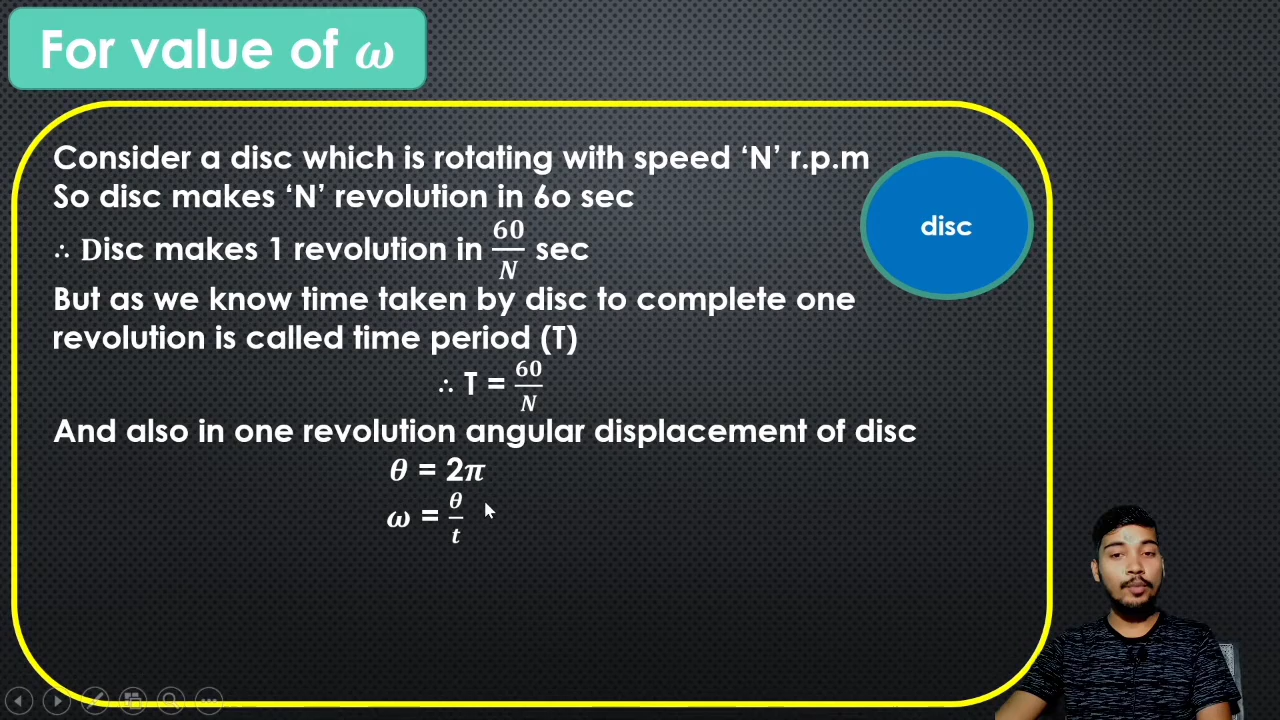 For value of 𝝎
Consider a disc which is rotating with speed ‘N’ r.p.m
So disc makes ‘N’ revolution in 6o sec
disc
∴ Disc makes 1 revolution in 60/N sec
But as we know time taken by disc to complete one
revolution is called time period (T)
∴ T = 60/N
And also in one revolution angular displacement of disc
𝜽 = 2𝝅
𝝎 = 𝜽/t